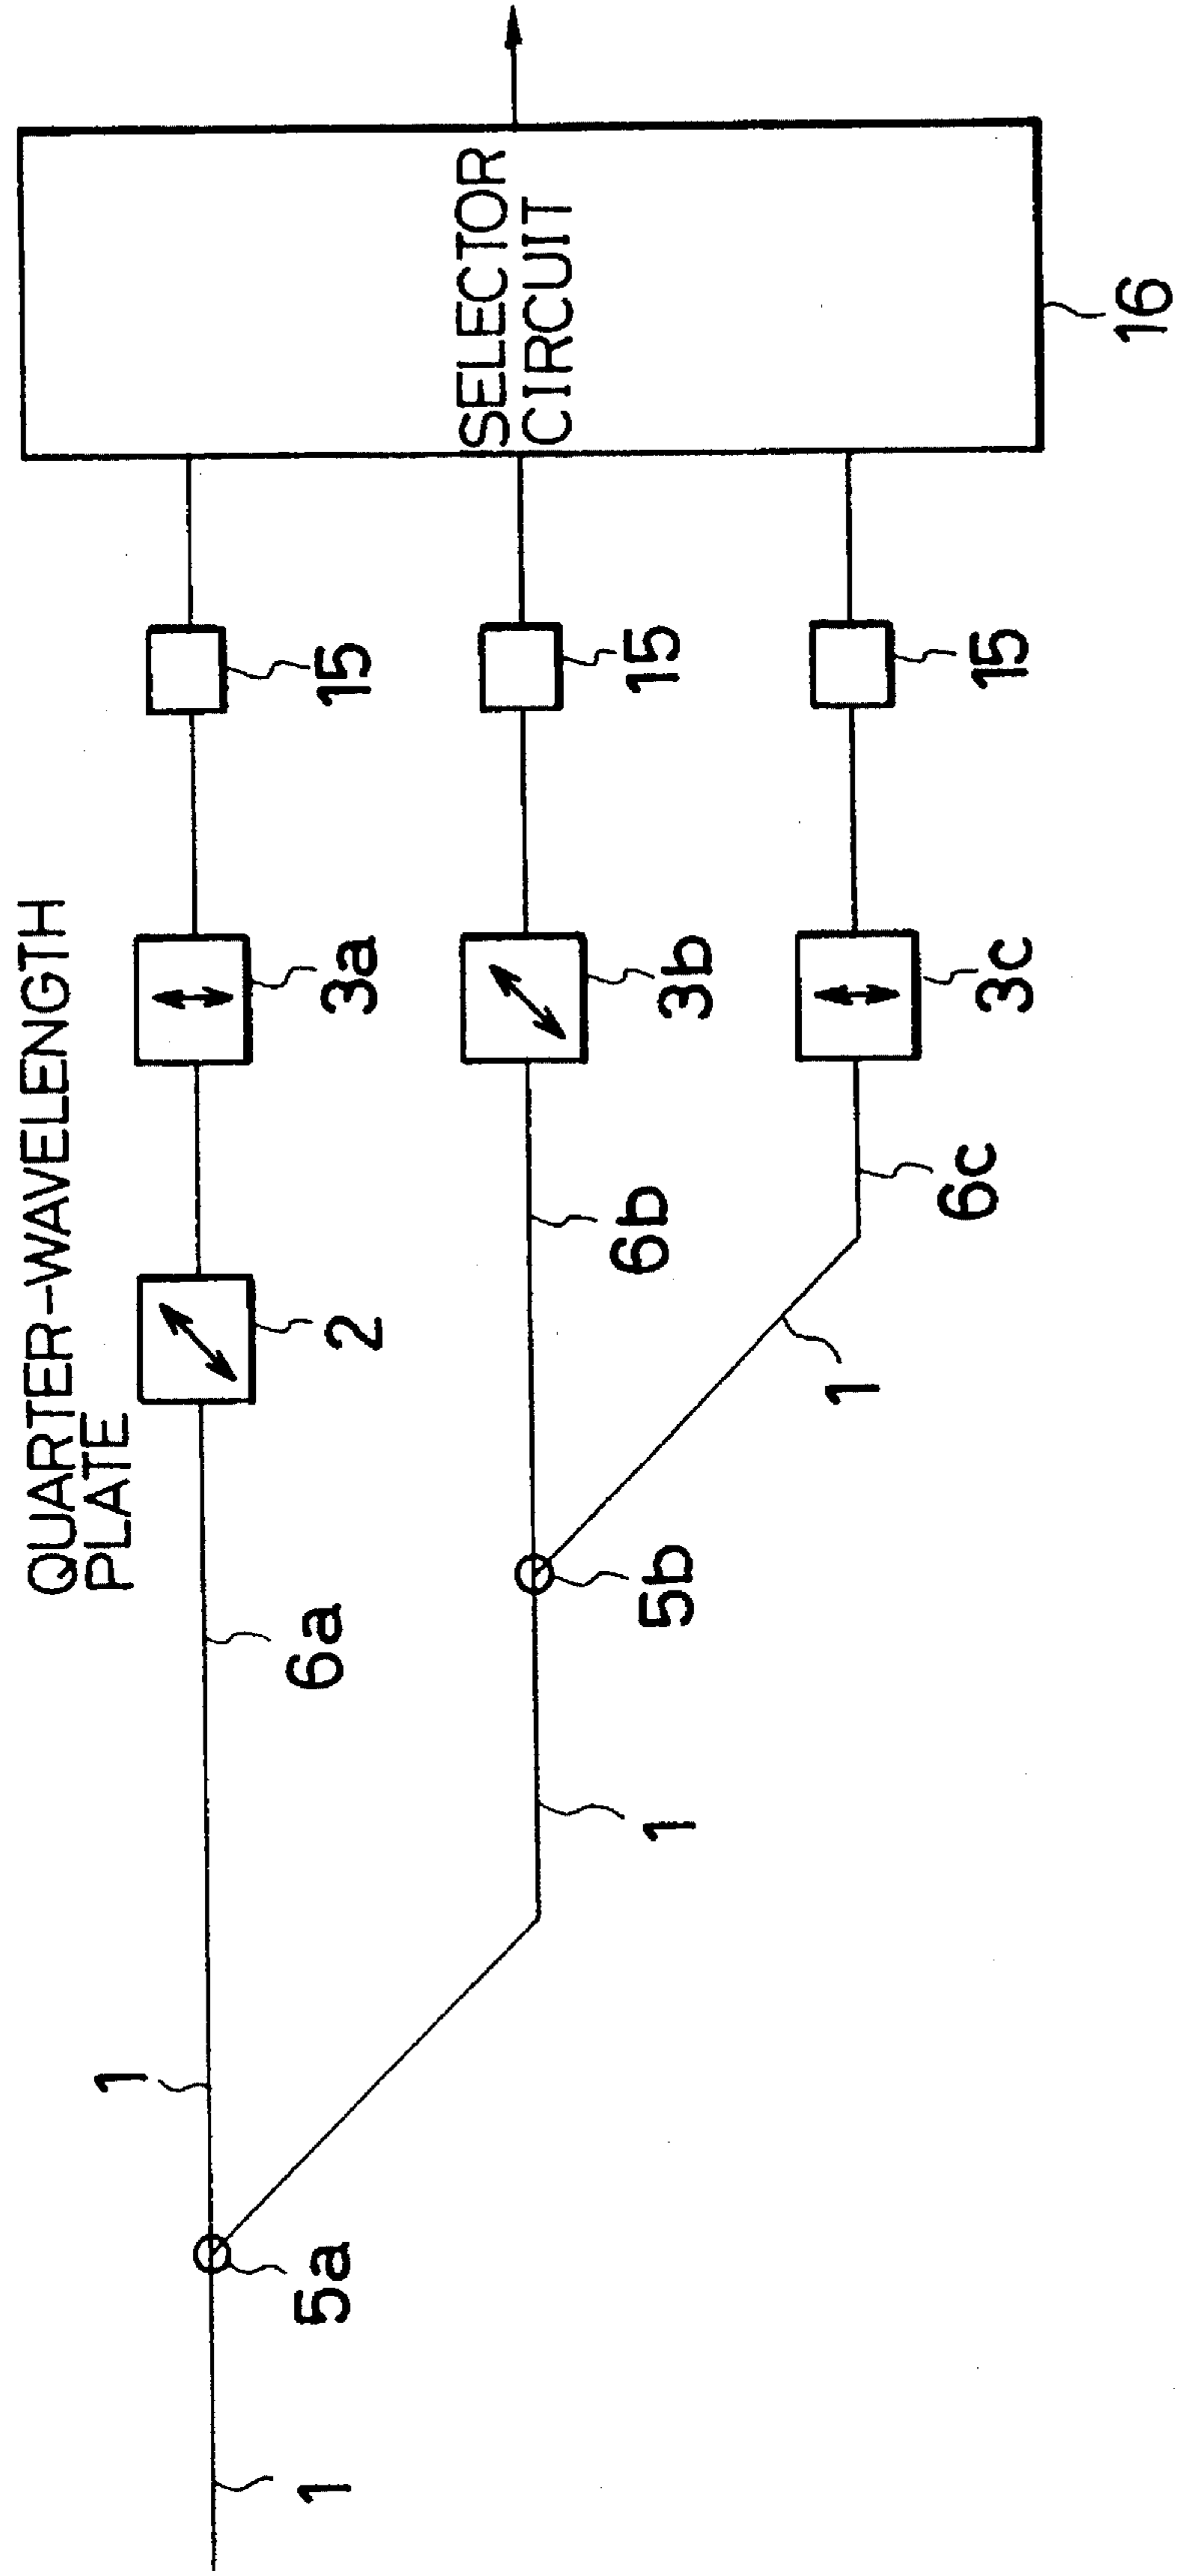 QUARTER-WAVELENGTH
PLATE
1
5a
1
6a
2
3a
15
1
5b
6b
3b
15
1
6c
3c
15
SELECTOR
CIRCUIT
16
1